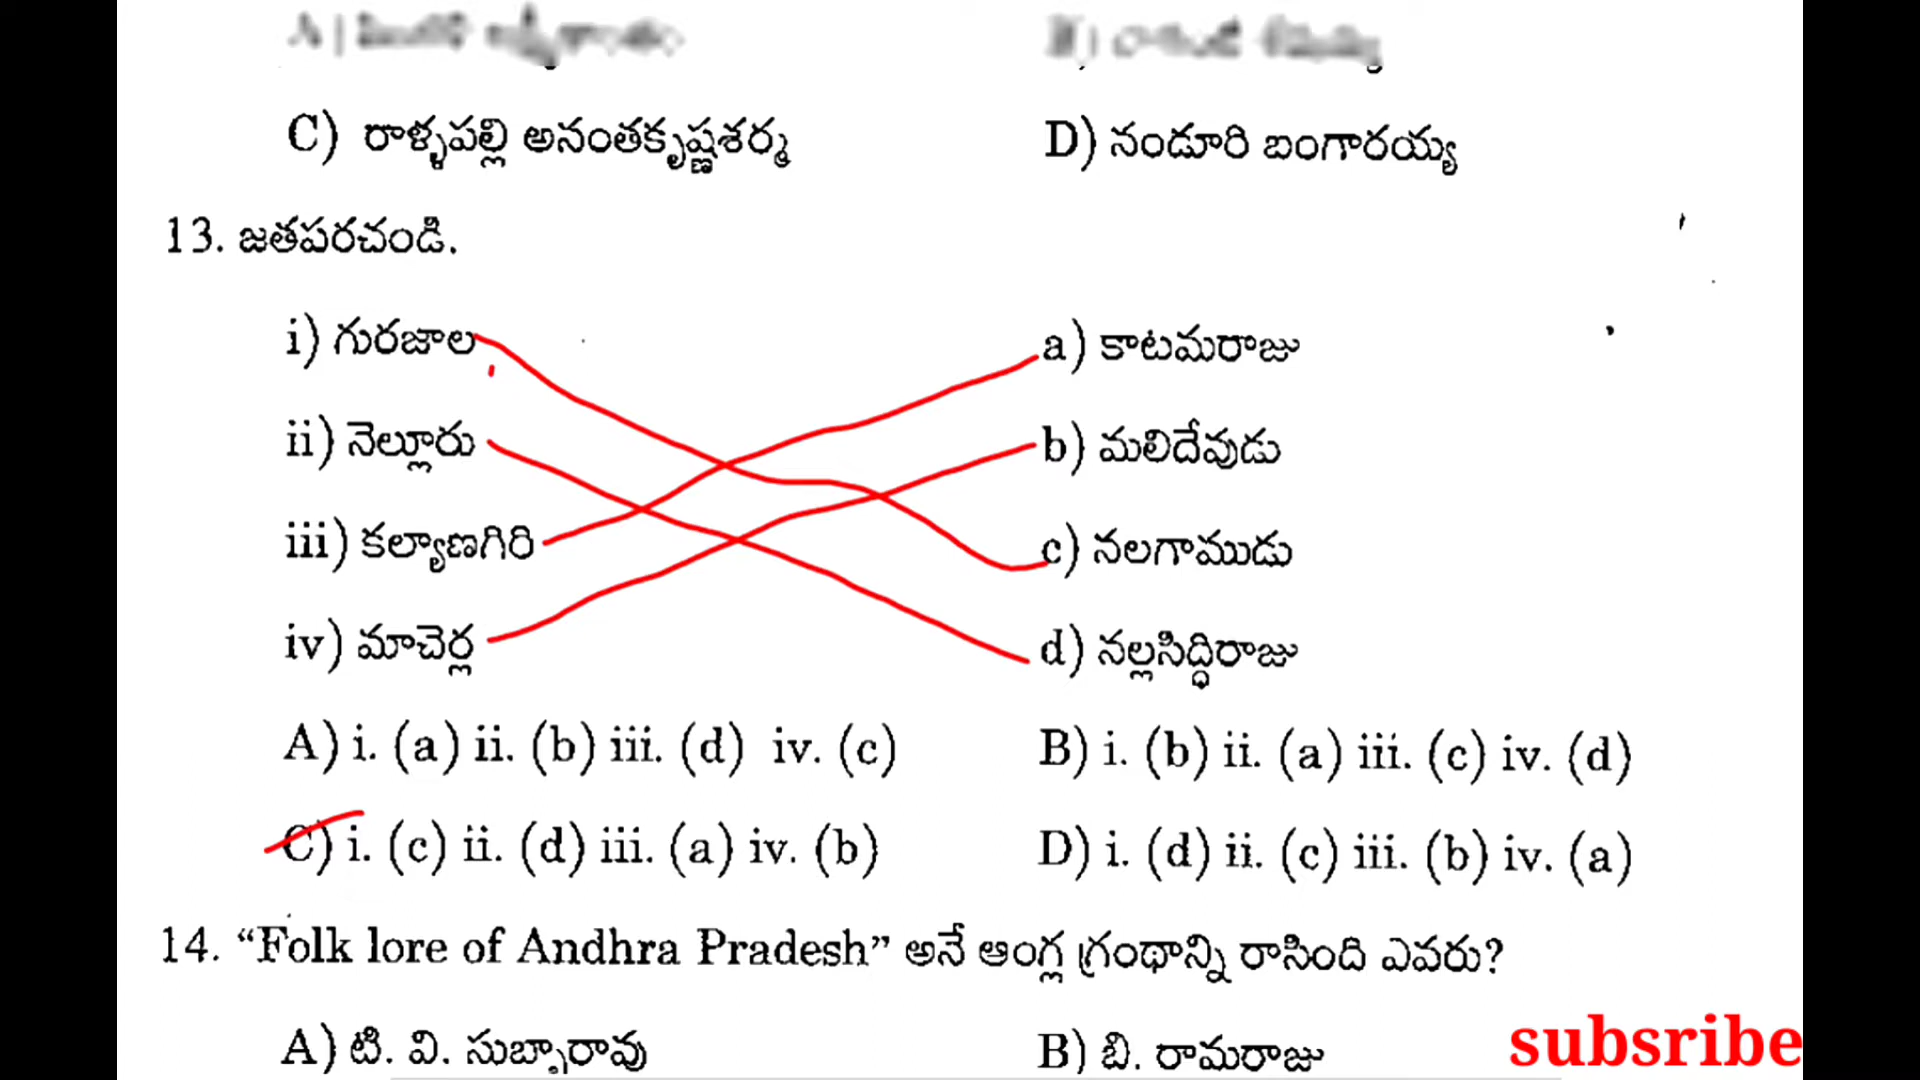 C) రాళ్ళపల్లి అనంతకృష్ణశర్మ
D) నండూరి బంగారయ్య
13. జతపరచండి.
i) గురజాల
a) కాటమరాజు
ii) నెల్లూరు
b) మలిదేవుడు
iii) కల్యాణగిరి
c) నలగాముడు
iv) మాచెర్ల
d) నల్లసిద్ధిరాజు
A) i. (a) ii. (b) iii. (d) iv. (c)
B) i. (b) ii. (a) iii. (c) iv. (d)
C) i. (c) ii. (d) iii. (a) iv. (b)
D) i. (d) ii. (c) iii. (b) iv. (a)
14. “Folk lore of Andhra Pradesh” అనే ఆంగ్ల గ్రంథాన్ని రాసింది ఎవరు?
A) టి. వి. సుబ్బారావు
B) బి. రామరాజు
subsribe